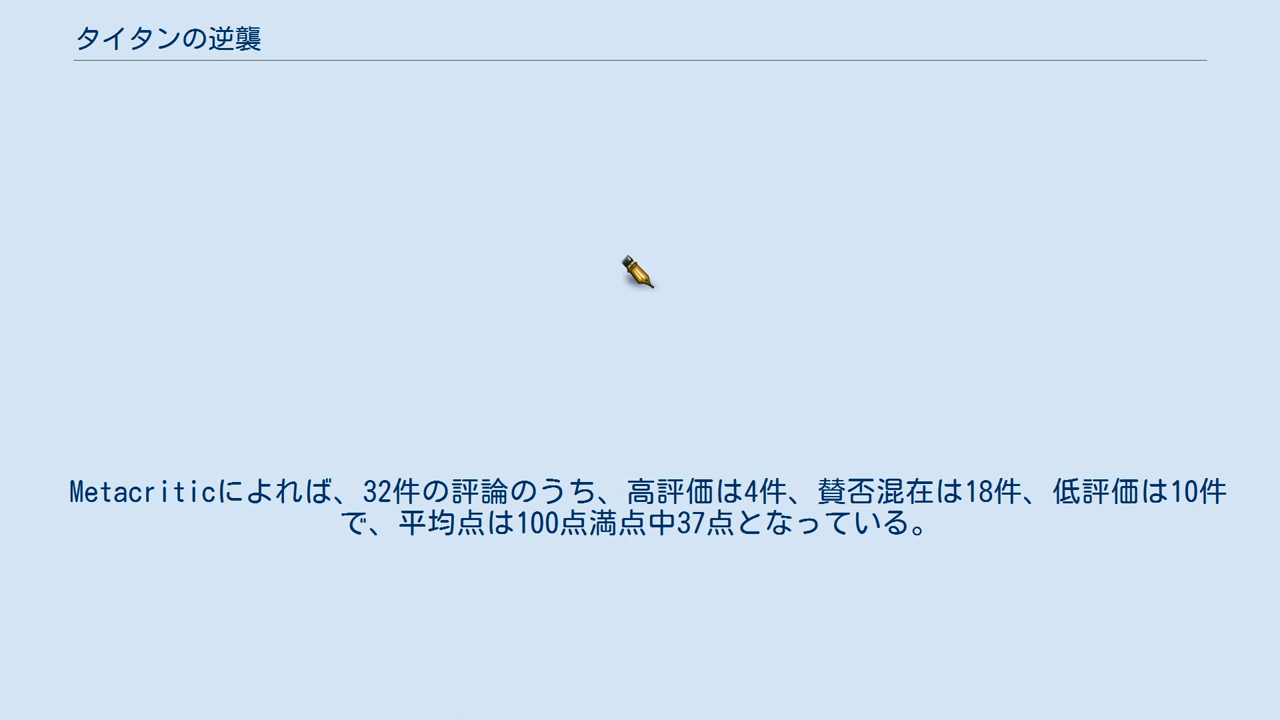 タイタンの逆襲
Metacriticによれば、32件の評論のうち、高評価は4件、賛否混在は18件、低評価は10件
で、平均点は100点満点中37点となっている。